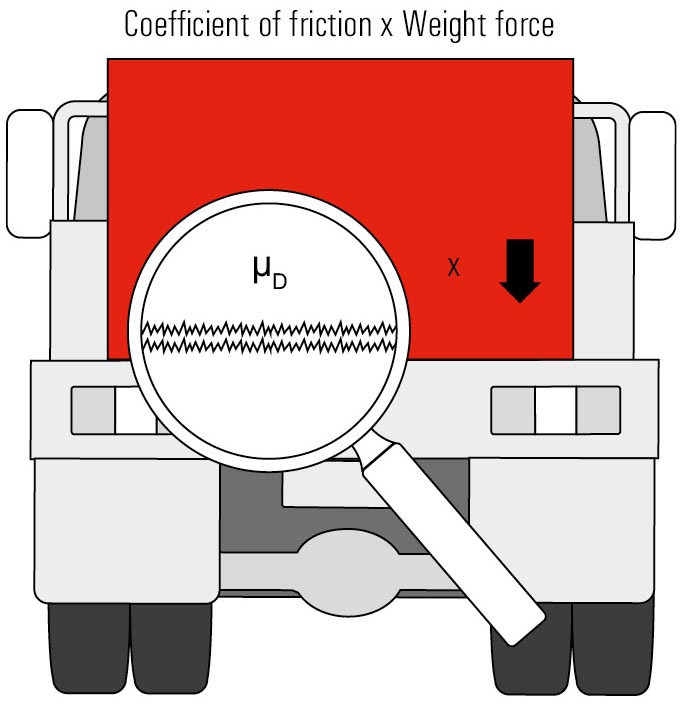 Coefficient of friction x Weight force
μD x